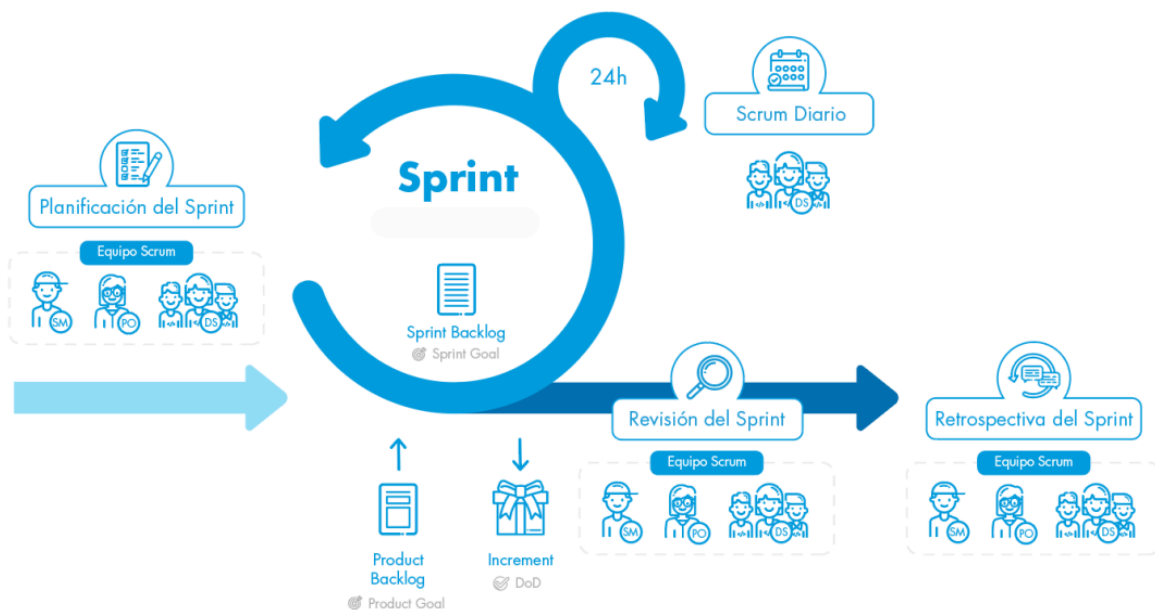 24h
Scrum Diario
DS
Sprint
Planificación del Sprint
Equipo Scrum
SM
PO
DS
Sprint Backlog
Sprint Goal
Revisión del Sprint
Equipo Scrum
SM
PO
DS
Retrospectiva del Sprint
Equipo Scrum
SM
PO
DS
Product
Backlog
Product Goal
Increment
DoD